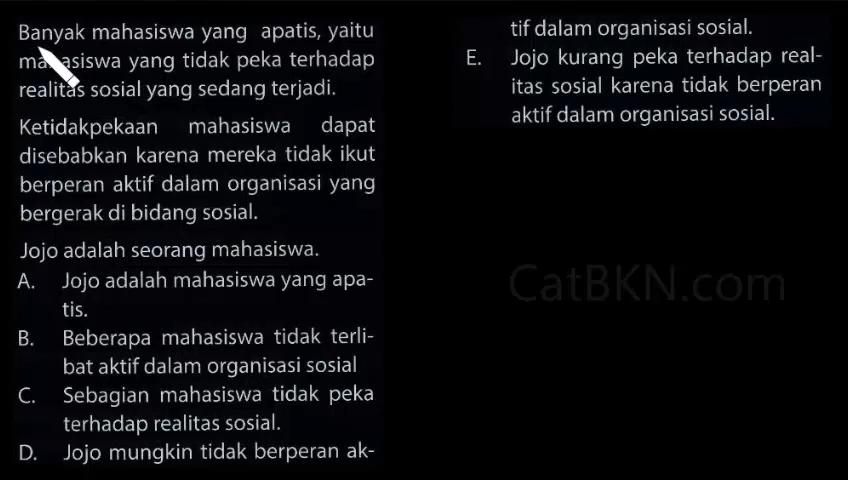 Banyak mahasiswa yang apatis, yaitu
mahasiswa yang tidak peka terhadap
realitas sosial yang sedang terjadi.
Ketidakpekaan mahasiswa dapat
disebabkan karena mereka tidak ikut
berperan aktif dalam organisasi yang
bergerak di bidang sosial.
Jojo adalah seorang mahasiswa.
A. Jojo adalah mahasiswa yang apa-
tis.
B. Beberapa mahasiswa tidak terli-
bat aktif dalam organisasi sosial
C. Sebagian mahasiswa tidak peka
terhadap realitas sosial.
D. Jojo mungkin tidak berperan ak-
tif dalam organisasi sosial.
E. Jojo kurang peka terhadap real-
itas sosial karena tidak berperan
aktif dalam organisasi sosial.
CatBKN.com